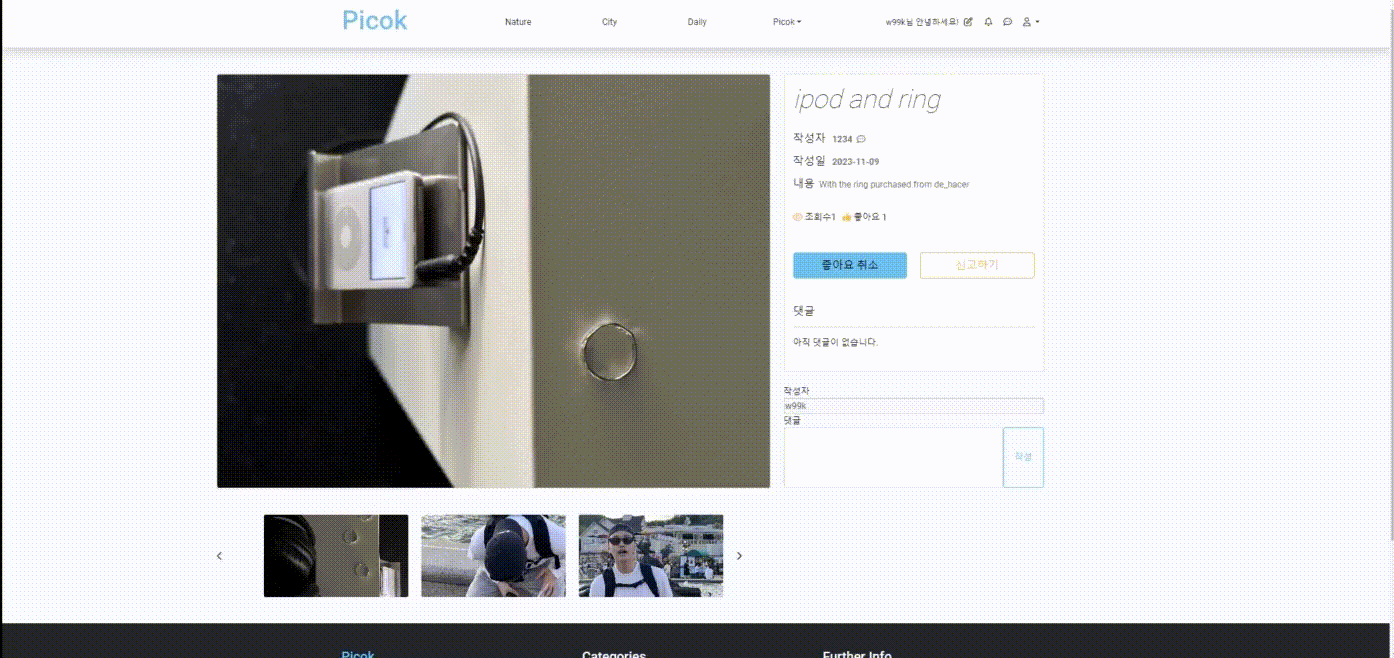 Picok
Nature
City
Daily
Picok
w99k님 안녕하세요!
ipod and ring
작성자 1234
작성일 2023-11-09
내용 With the ring purchased from de_hacer
조회수1 좋아요 1
좋아요 취소
신고하기
댓글
아직 댓글이 없습니다.
작성자
w99k
댓글
작성
Picok
Categories
Further Info